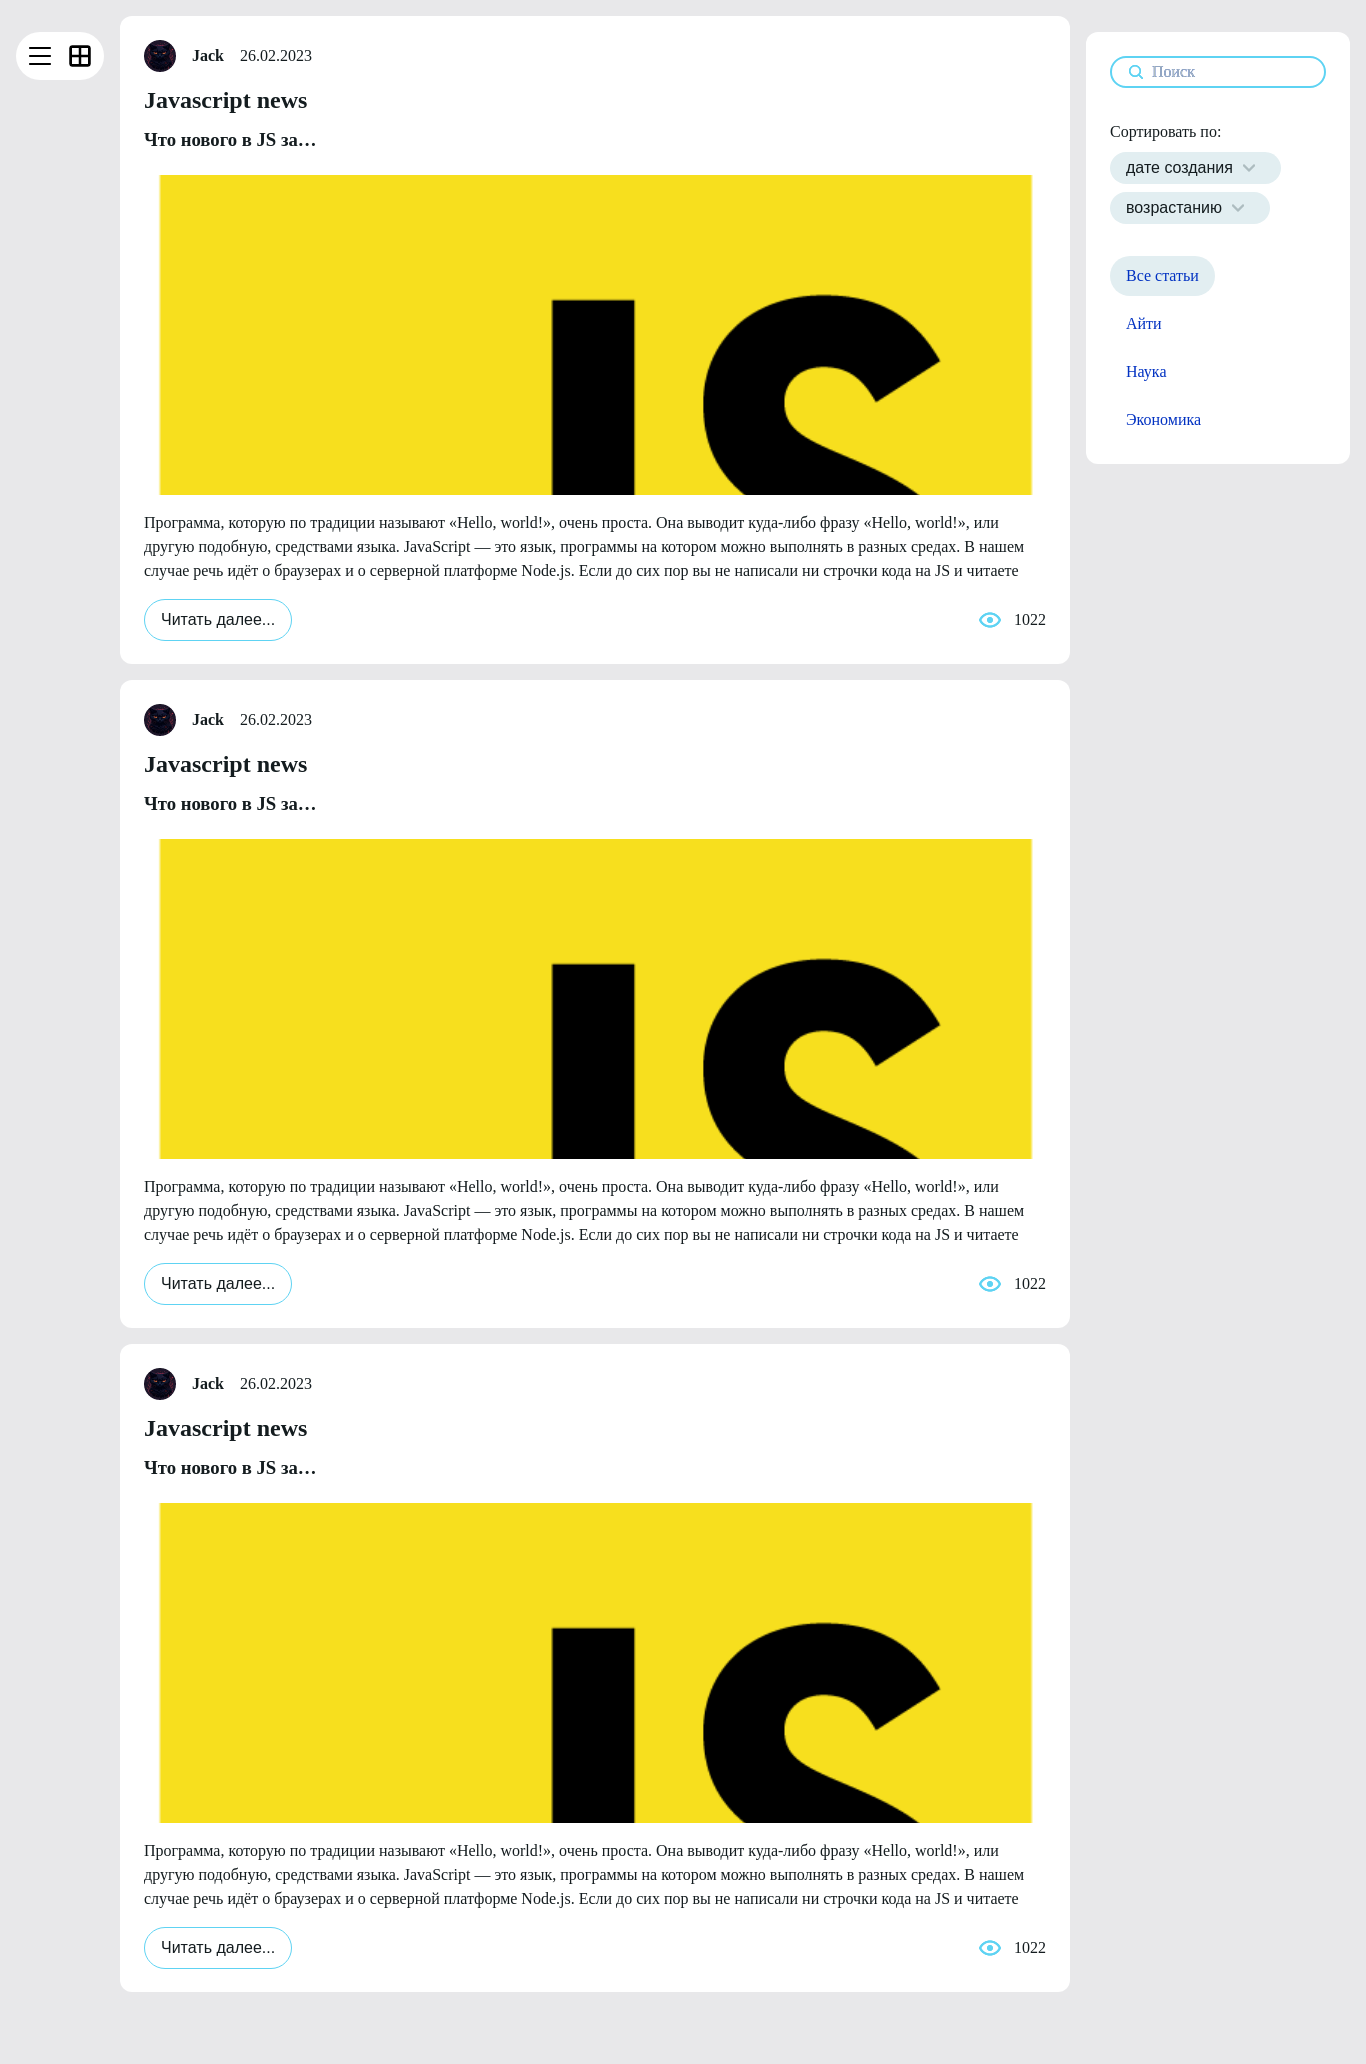 Jack 26.02.2023
Javascript news
Что нового в JS за…
JS
Программа, которую по традиции называют «Hello, world!», очень проста. Она выводит куда-либо фразу «Hello, world!», или
другую подобную, средствами языка. JavaScript — это язык, программы на котором можно выполнять в разных средах. В нашем
случае речь идёт о браузерах и о серверной платформе Node.js. Если до сих пор вы не написали ни строчки кода на JS и читаете
Читать далее...
1022
Jack 26.02.2023
Javascript news
Что нового в JS за…
JS
Программа, которую по традиции называют «Hello, world!», очень проста. Она выводит куда-либо фразу «Hello, world!», или
другую подобную, средствами языка. JavaScript — это язык, программы на котором можно выполнять в разных средах. В нашем
случае речь идёт о браузерах и о серверной платформе Node.js. Если до сих пор вы не написали ни строчки кода на JS и читаете
Читать далее...
1022
Jack 26.02.2023
Javascript news
Что нового в JS за…
JS
Программа, которую по традиции называют «Hello, world!», очень проста. Она выводит куда-либо фразу «Hello, world!», или
другую подобную, средствами языка. JavaScript — это язык, программы на котором можно выполнять в разных средах. В нашем
случае речь идёт о браузерах и о серверной платформе Node.js. Если до сих пор вы не написали ни строчки кода на JS и читаете
Читать далее...
1022
Поиск
Сортировать по:
дате создания
возрастанию
Все статьи
Айти
Наука
Экономика